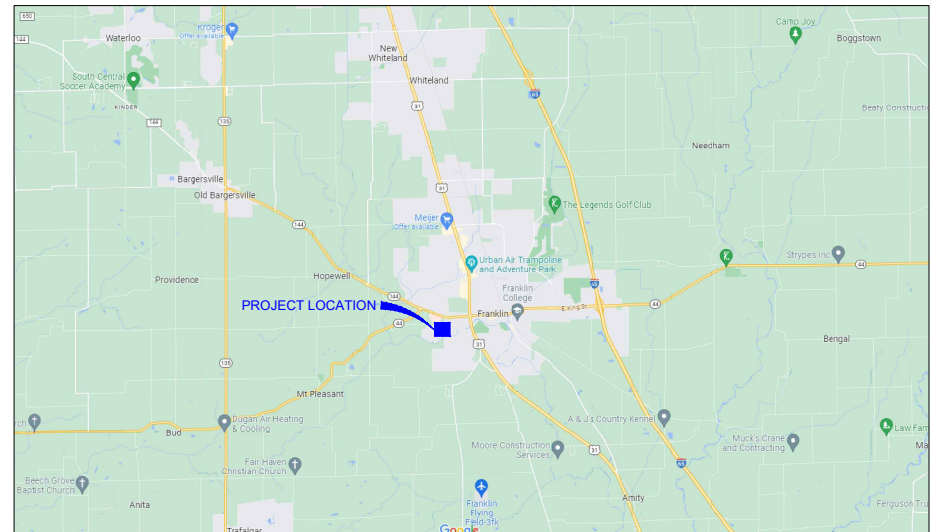 650
144
Waterloo
Kroger
Offer available
New
Whiteland
Camp Joy
Boggstown
South Central
Soccer Academy
Whiteland
KINDER
31
65
144
135
Beaty Constructi
Needham
Bargersville
Old Bargersville
31
The Legends Golf Club
144
Meijer
Offer available
Urban Air Trampoline
and Adventure Park
Strypes Inc
44
Providence
Hopewell
65
Franklin
College
144
PROJECT LOCATION
E King St
44
Franklin
44
31
Bengal
135
Mt Pleasant
rch
Dugan Air Heating
& Cooling
Bud
A & J's Country Kennel
Law Fam
Muck's Crane
and Contracting
Ma
Moore Construction
Services
31
Fair Haven
Christian Church
65
Beech Grove
Baptist Church
Anita
Franklin
Flying
Field-3fk
Amity
Ferguson Tru
Trafalgar
Google